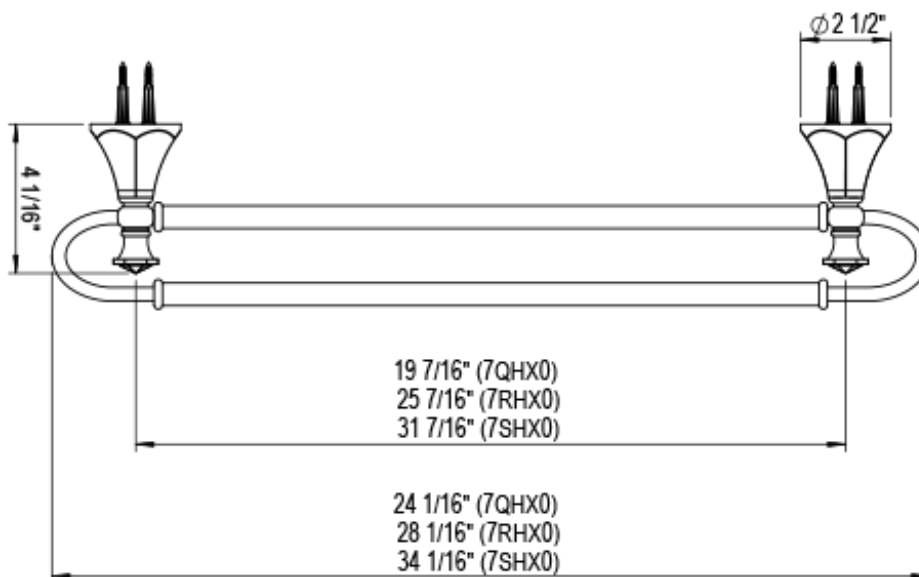 ⌀2 1/2"
4 1/16"
19 7/16" (7QHX0)
25 7/16" (7RHX0)
31 7/16" (7SHX0)
24 1/16" (7QHX0)
28 1/16" (7RHX0)
34 1/16" (7SHX0)